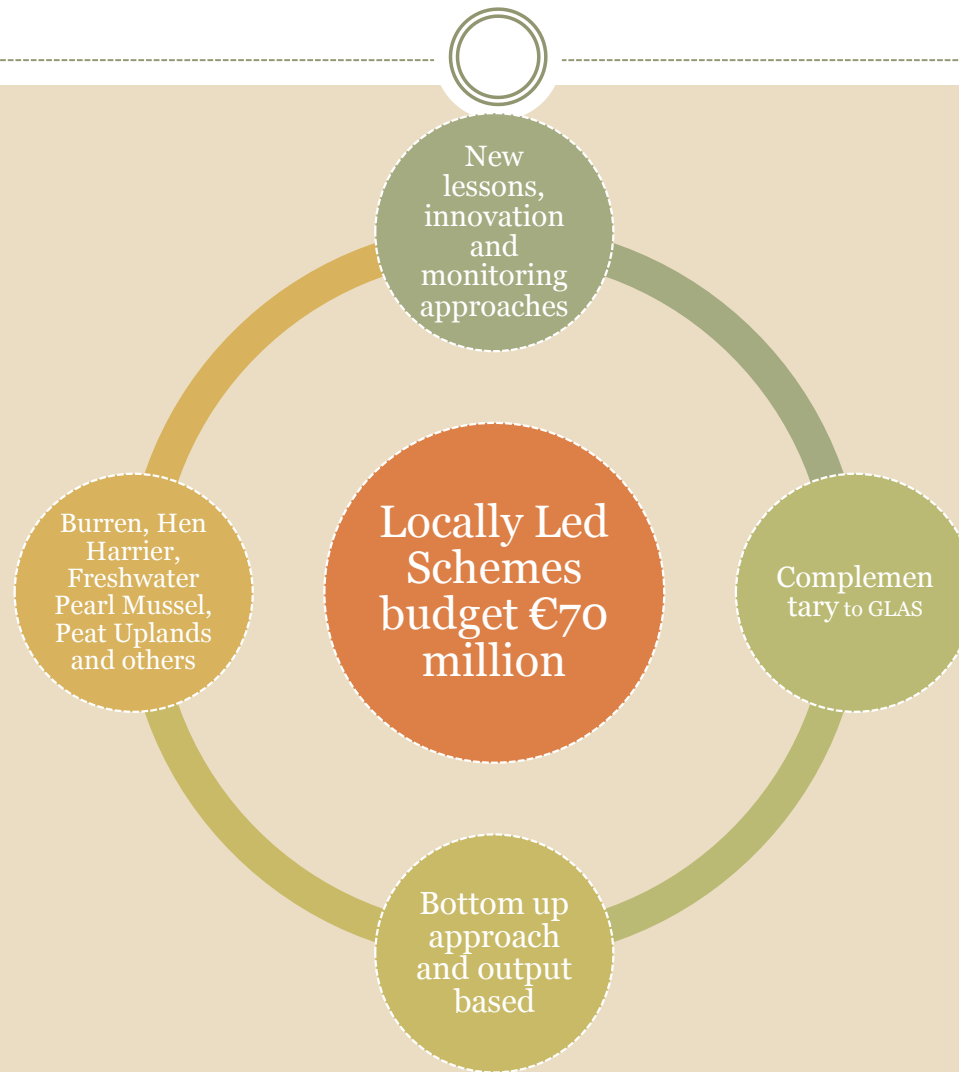 New
lessons,
innovation
and
monitoring
approaches
Burren, Hen
Harrier,
Freshwater
Pearl Mussel,
Peat Uplands
and others
Locally Led
Schemes
budget €70
million
Complemen
tary to GLAS
Bottom up
approach
and output
based